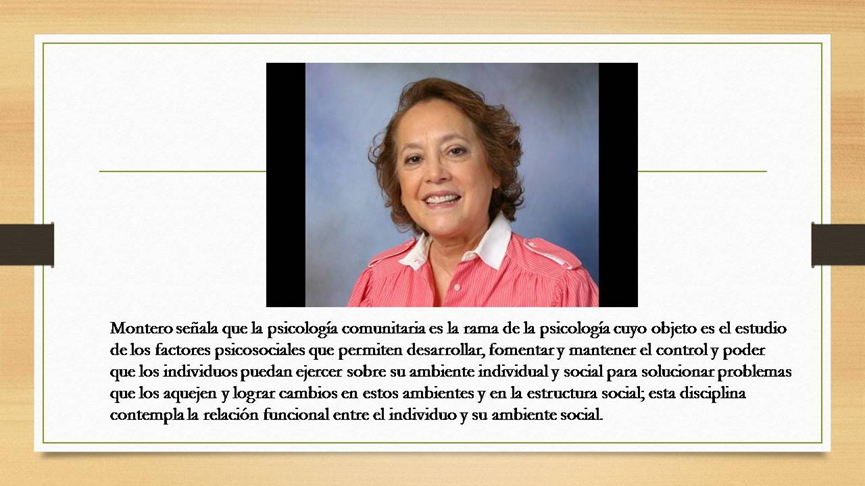 Montero señala que la psicología comunitaria es la rama de la psicología cuyo objeto es el estudio
de los factores psicosociales que permiten desarrollar, fomentar y mantener el control y poder
que los individuos puedan ejercer sobre su ambiente individual y social para solucionar problemas
que los aquejen y lograr cambios en estos ambientes y en la estructura social; esta disciplina
contempla la relación funcional entre el individuo y su ambiente social.